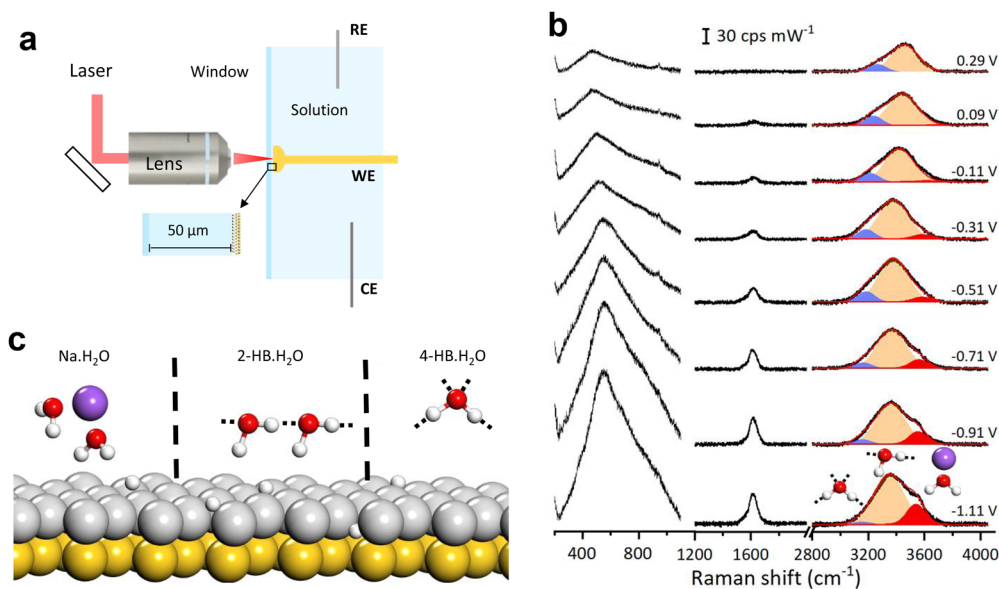 a
Laser
Lens
Window
RE
Solution
WE
CE
50 μm
b
30 cps mW⁻¹
0.29 V
0.09 V
-0.11 V
-0.31 V
-0.51 V
-0.71 V
-0.91 V
-1.11 V
400 800 1200 1600 2800 3200 3600 4000
Raman shift (cm⁻¹)
c
Na.H₂O
2-HB.H₂O
4-HB.H₂O